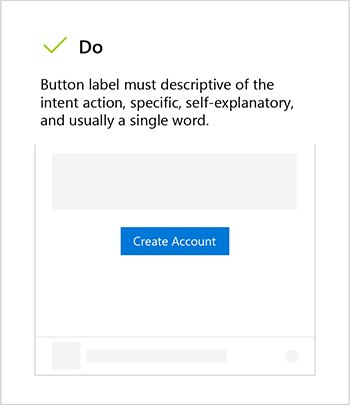 Do
Button label must descriptive of the
intent action, specific, self-explanatory,
and usually a single word.
Create Account